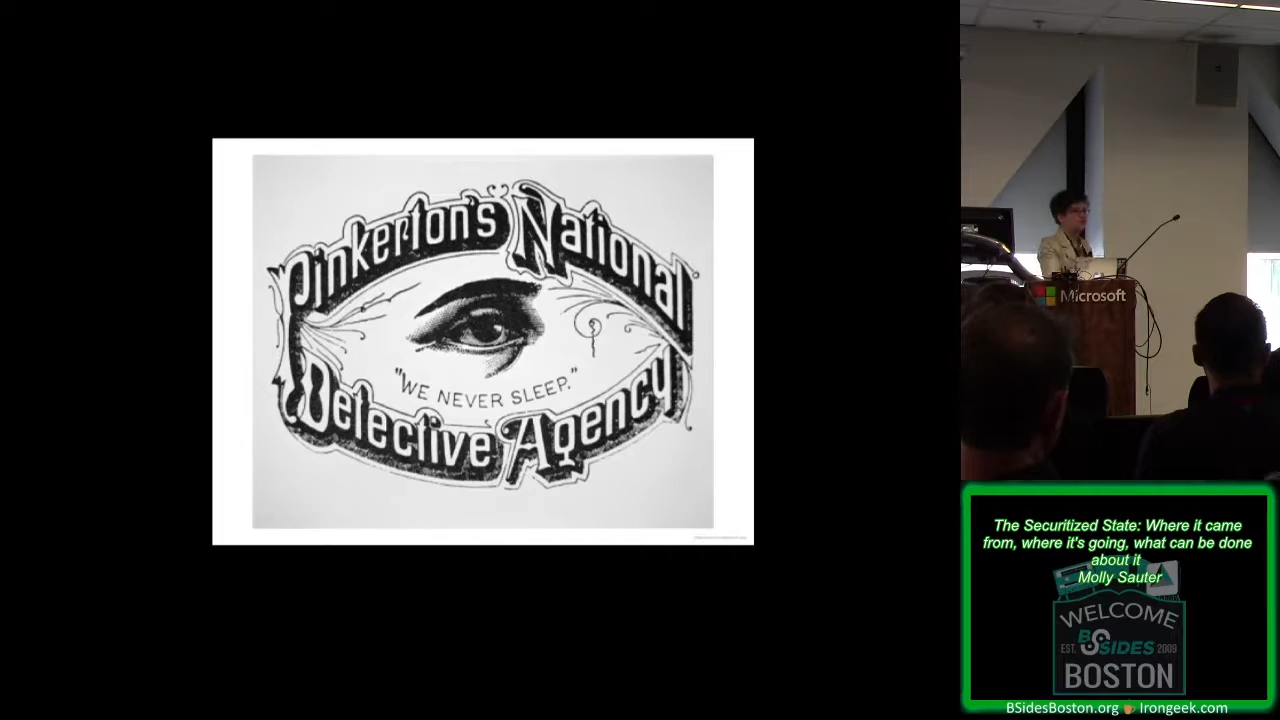 Pinkerton's National
"WE NEVER SLEEP."
Detective Agency
Microsoft
The Securitized State: Where it came
from, where it's going, what can be done
about it
Molly Sauter
WELCOME
EST. BSIDES 2009
BOSTON
BSidesBoston.org Irongeek.com